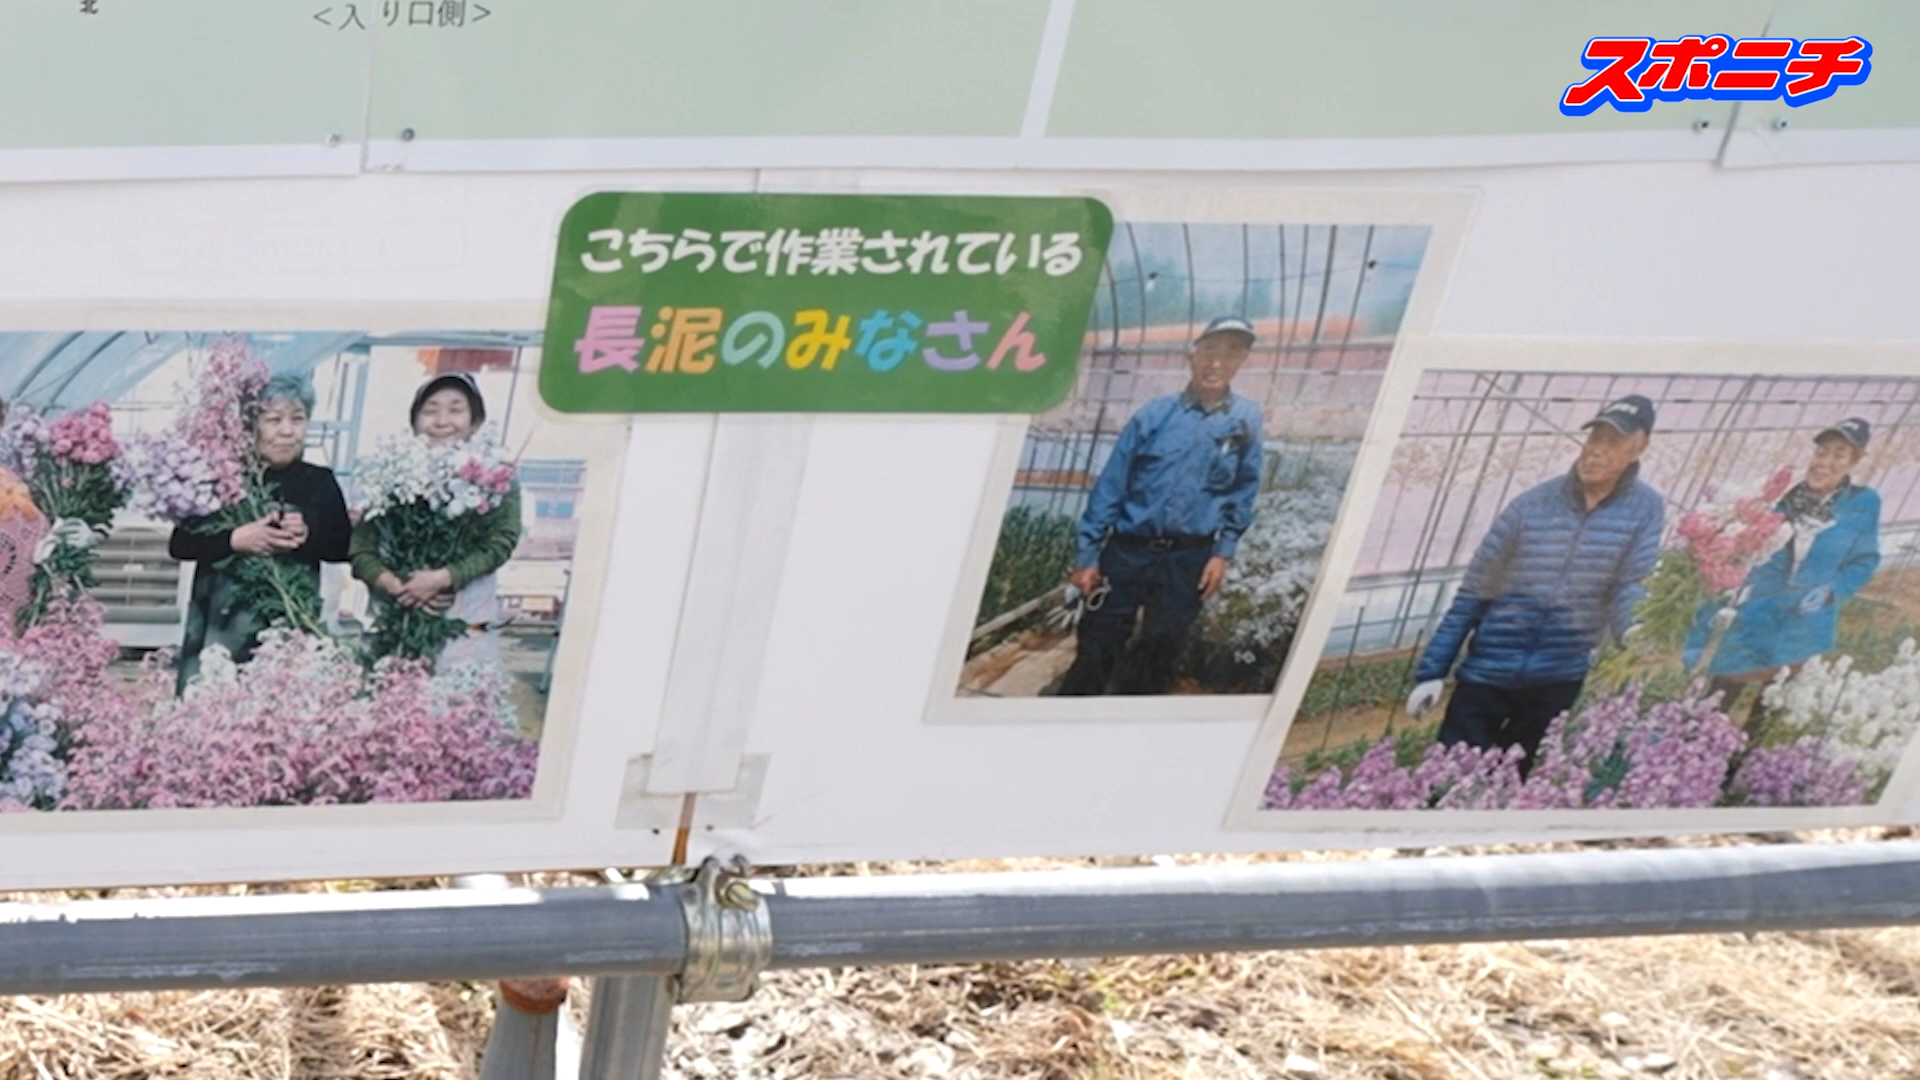 北
＜入り口側＞
スポニチ
こちらで作業されている
長泥のみなさん